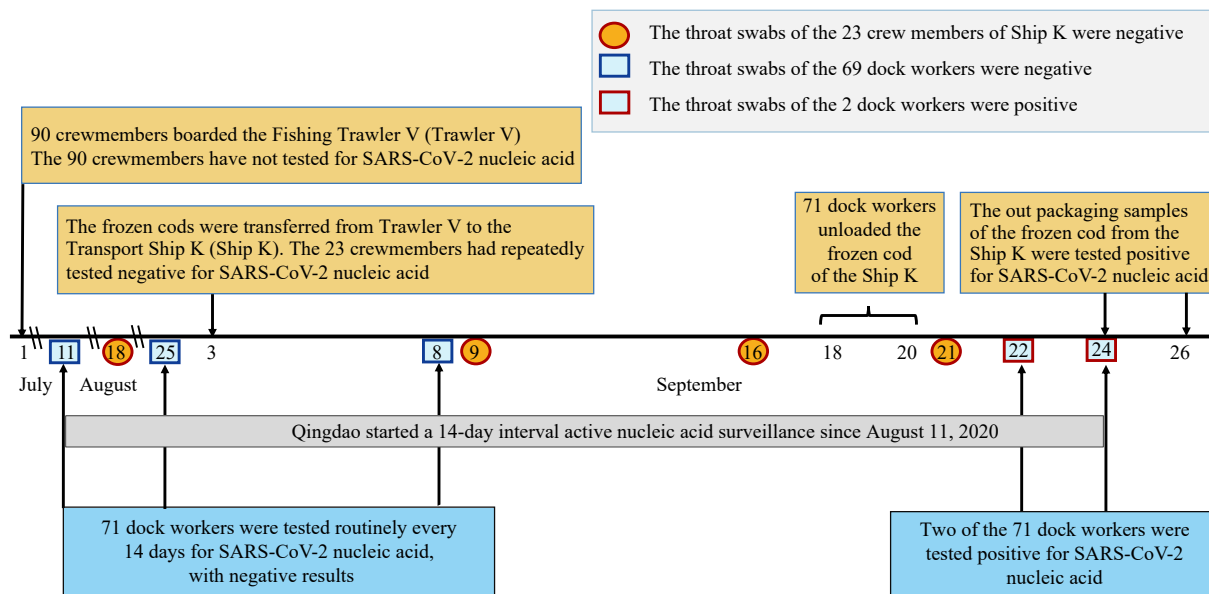 The throat swabs of the 23 crew members of Ship K were negative
The throat swabs of the 69 dock workers were negative
The throat swabs of the 2 dock workers were positive
90 crewmembers boarded the Fishing Trawler V (Trawler V)
The 90 crewmembers have not tested for SARS-CoV-2 nucleic acid
The frozen cods were transferred from Trawler V to the
Transport Ship K (Ship K). The 23 crewmembers had repeatedly
tested negative for SARS-CoV-2 nucleic acid
71 dock workers
unloaded the
frozen cod
of the Ship K
The out packaging samples
of the frozen cod from the
Ship K were tested positive
for SARS-CoV-2 nucleic acid
1 11 18 25 3 8 9 16 18 20 21 22 24 26
July August September
Qingdao started a 14-day interval active nucleic acid surveillance since August 11, 2020
71 dock workers were tested routinely every
14 days for SARS-CoV-2 nucleic acid,
with negative results
Two of the 71 dock workers were
tested positive for SARS-CoV-2
nucleic acid